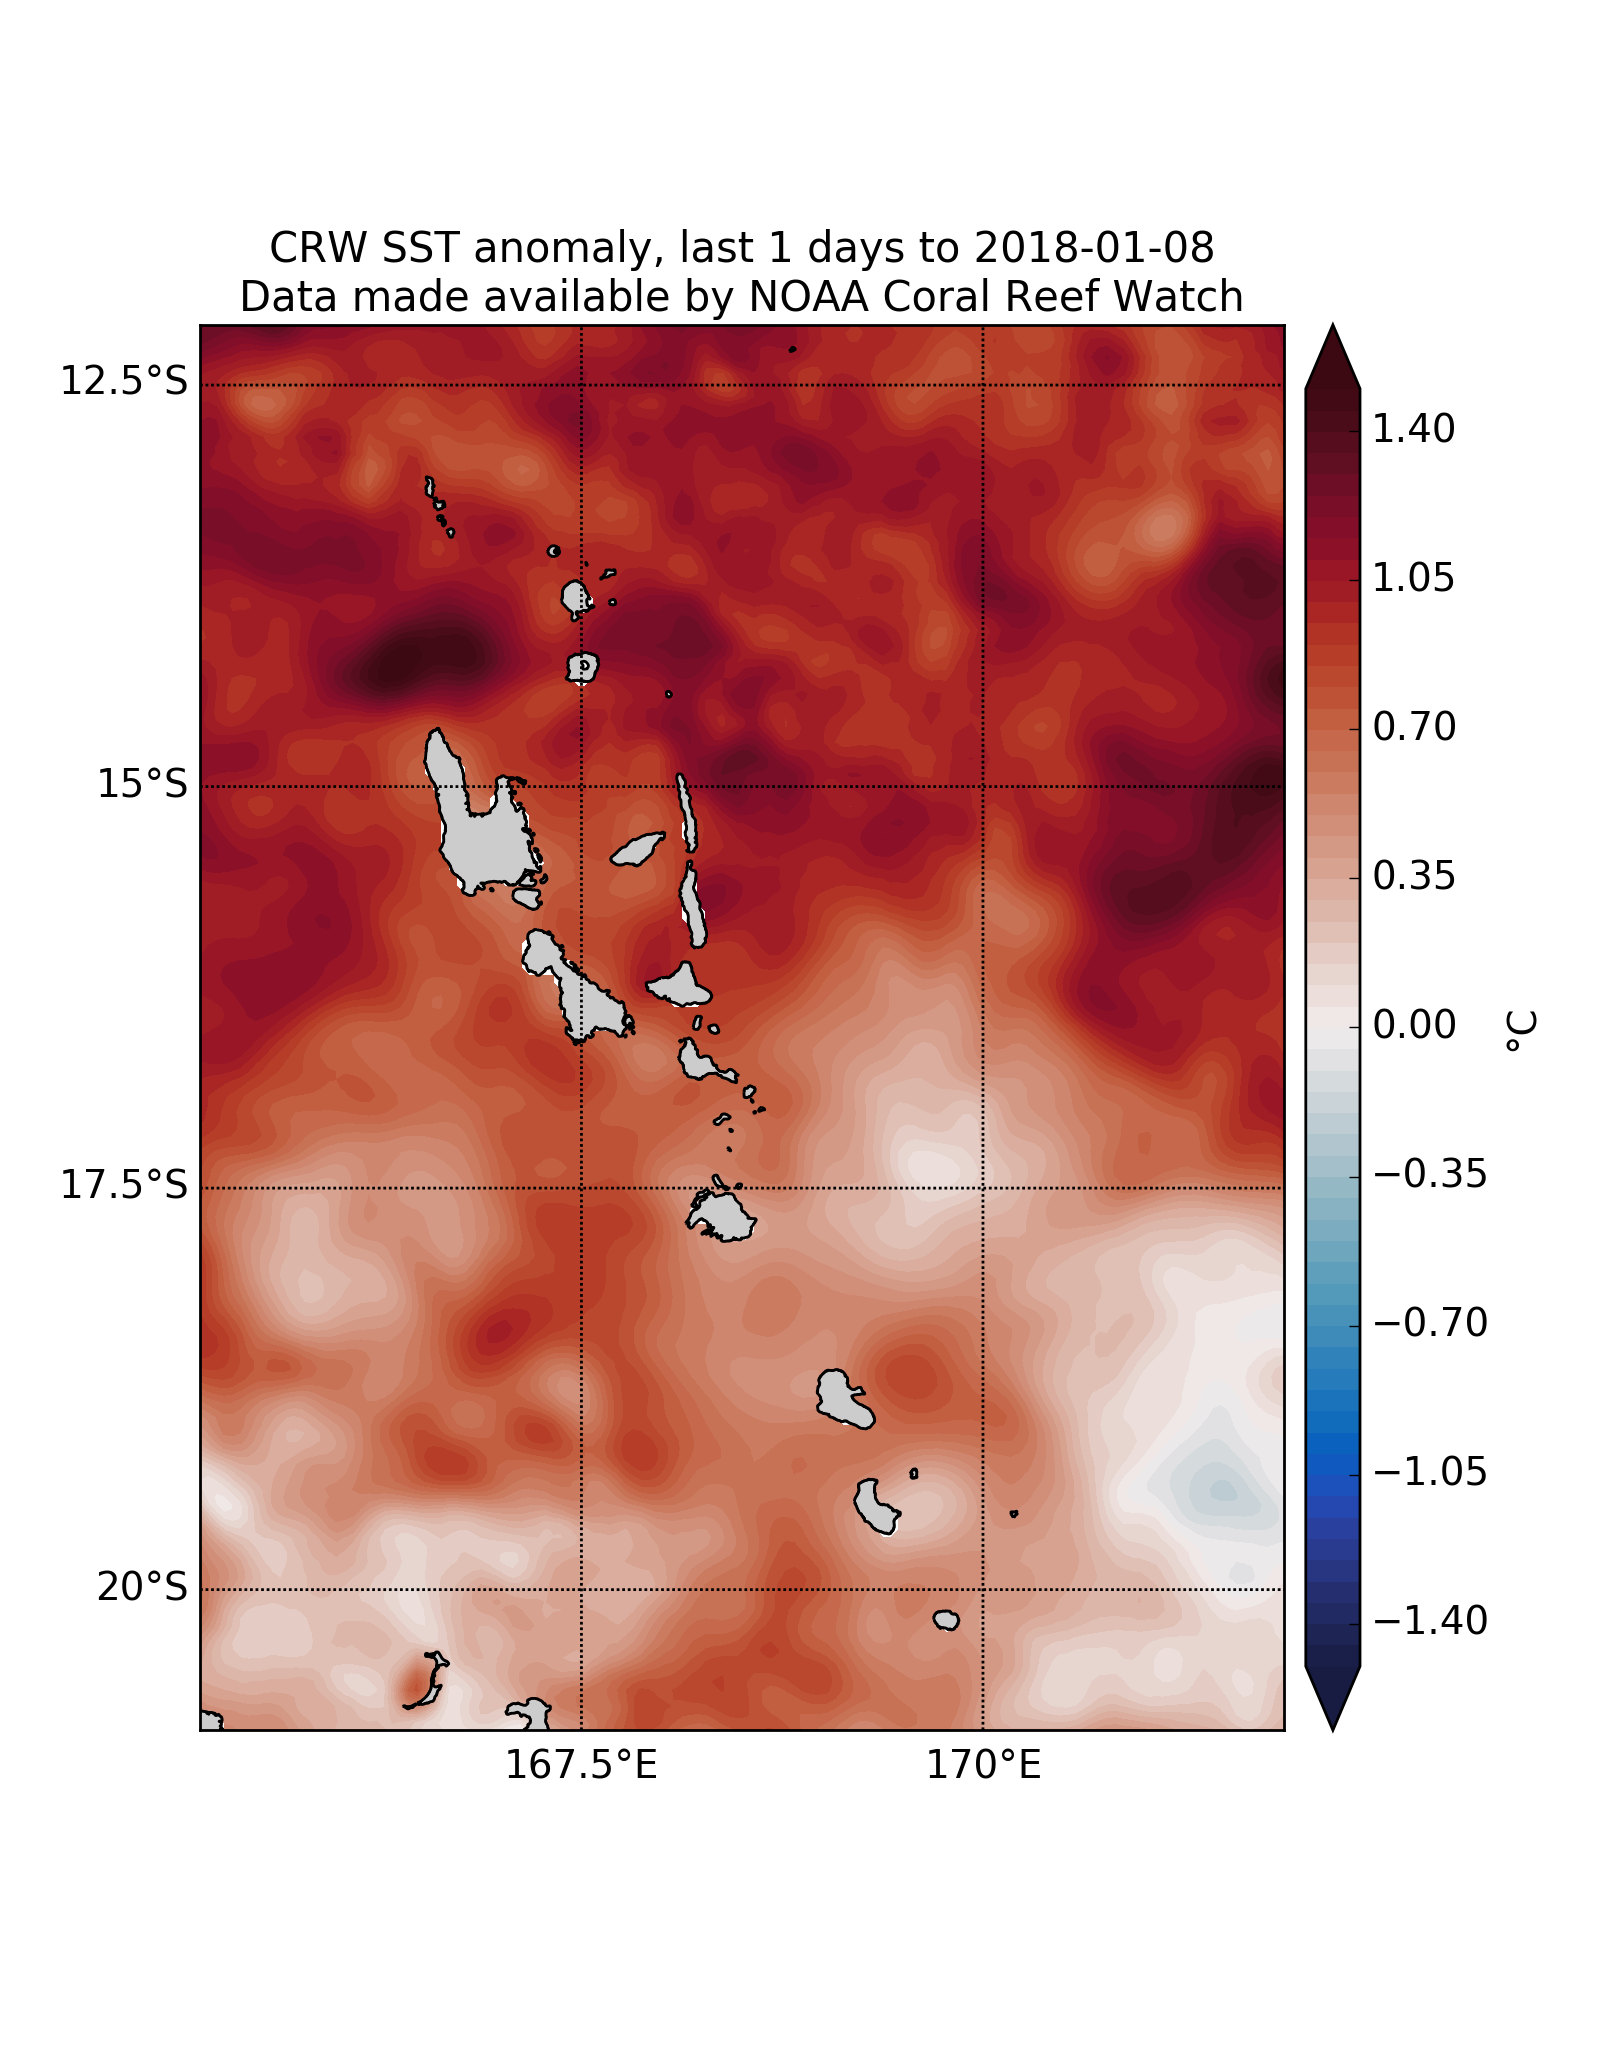 CRW SST anomaly, last 1 days to 2018-01-08
Data made available by NOAA Coral Reef Watch
12.5°S
15°S
17.5°S
20°S
167.5°E
170°E
1.40
1.05
0.70
0.35
0.00
−0.35
−0.70
−1.05
−1.40
°C